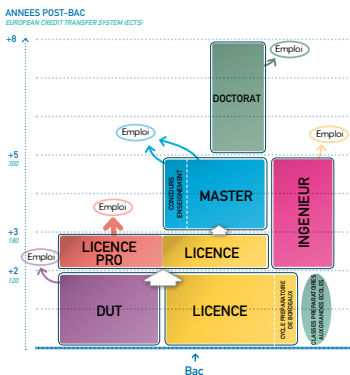 ANNEES POST-BAC
EUROPEAN CREDIT TRANSFER SYSTEM (ECTS)
+8
Emploi
DOCTORAT
Emploi
Emploi
+5
300
CONCOURS
ENSEIGNEMENT
MASTER
INGENIEUR
Emploi
+3
180
LICENCE
PRO
LICENCE
Emploi
+2
120
DUT
LICENCE
CYCLE PREPARATOIRE
DE BORDEAUX
CLASSES PREPARATOIRES
AUX GRANDES ECOLES
Bac